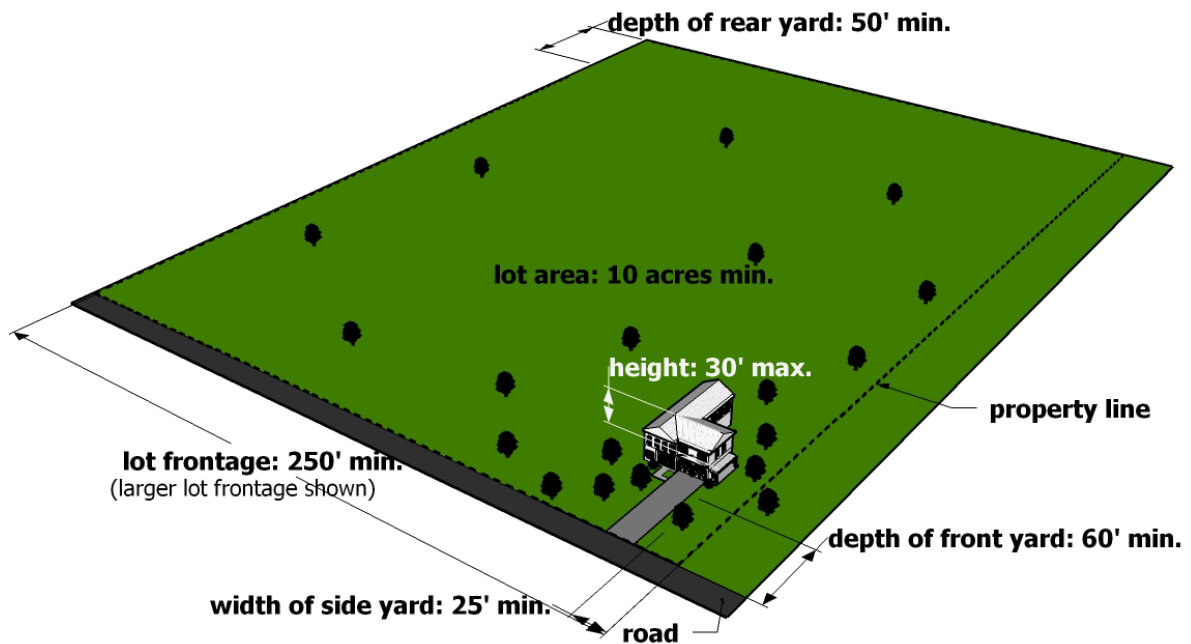 depth of rear yard: 50' min.
lot area: 10 acres min.
height: 30' max.
property line
lot frontage: 250' min.
(larger lot frontage shown)
depth of front yard: 60' min.
width of side yard: 25' min.
road